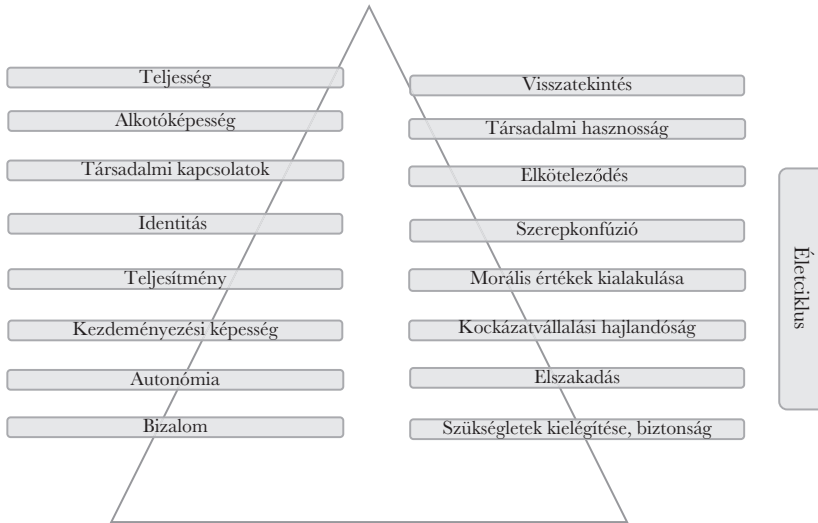 Teljesség
Visszatekintés
Alkotóképesség
Társadalmi hasznosság
Társadalmi kapcsolatok
Elköteleződés
Identitás
Szerepkonfúzió
Teljesítmény
Morális értékek kialakulása
Kezdeményezési képesség
Kockázatvállalási hajlandóság
Autonómia
Elszakadás
Bizalom
Szükségletek kielégítése, biztonság
Életciklus